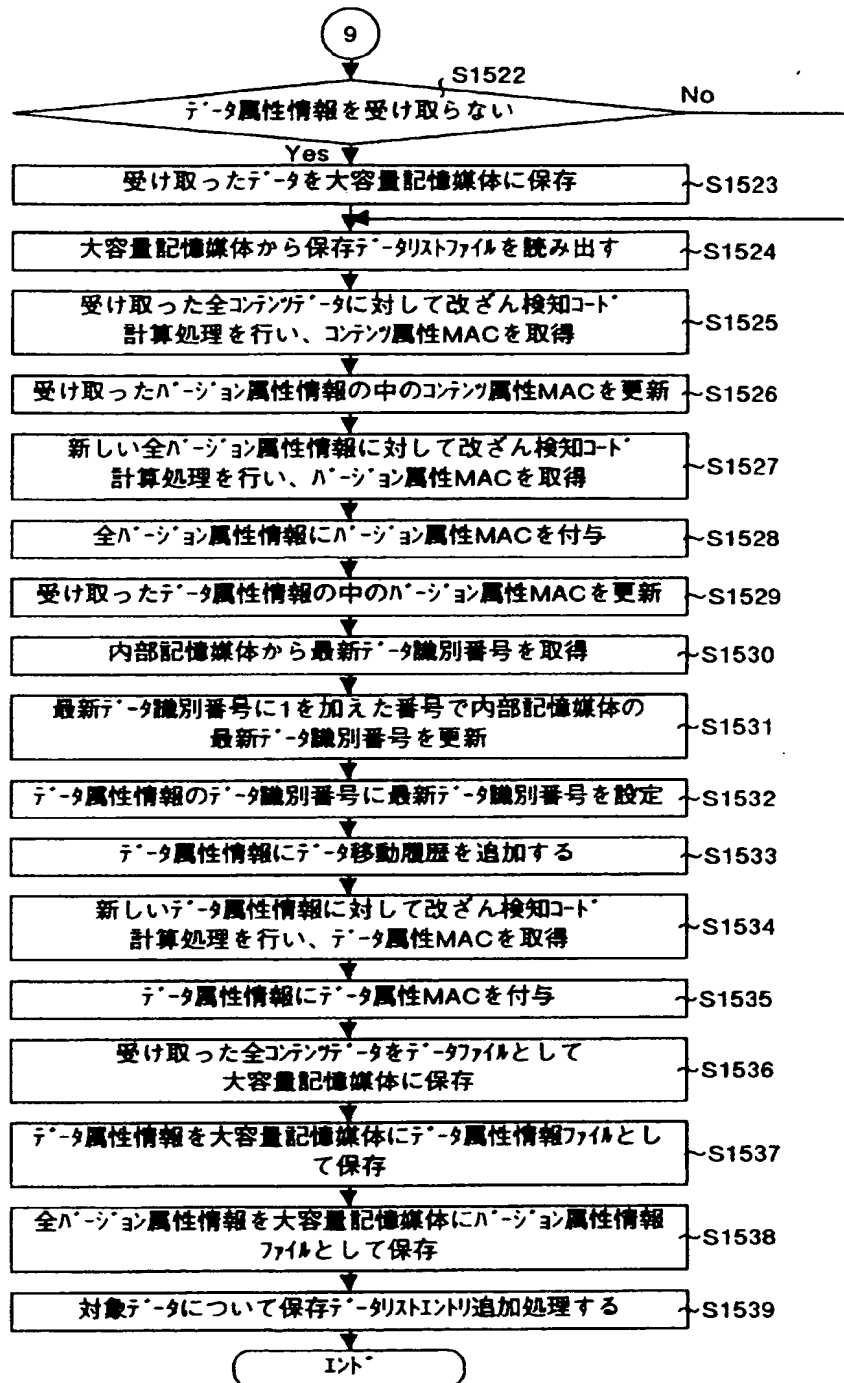 9
S1522
データ属性情報を受け取らない
No
Yes
受け取ったデータを大容量記憶媒体に保存
~S1523
大容量記憶媒体から保存データリストファイルを読み出す
~S1524
受け取った全コンテンツデータに対して改ざん検知コード
計算処理を行い、コンテンツ属性MACを取得
~S1525
受け取ったバージョン属性情報の中のコンテンツ属性MACを更新
~S1526
新しい全バージョン属性情報に対して改ざん検知コード
計算処理を行い、バージョン属性MACを取得
~S1527
全バージョン属性情報にバージョン属性MACを付与
~S1528
受け取ったデータ属性情報の中のバージョン属性MACを更新
~S1529
内部記憶媒体から最新データ識別番号を取得
~S1530
最新データ識別番号に1を加えた番号で内部記憶媒体の
最新データ識別番号を更新
~S1531
データ属性情報のデータ識別番号に最新データ識別番号を設定
~S1532
データ属性情報にデータ移動履歴を追加する
~S1533
新しいデータ属性情報に対して改ざん検知コード
計算処理を行い、データ属性MACを取得
~S1534
データ属性情報にデータ属性MACを付与
~S1535
受け取った全コンテンツデータをデータファイルとして
大容量記憶媒体に保存
~S1536
データ属性情報を大容量記憶媒体にデータ属性情報ファイルとし
て保存
~S1537
全バージョン属性情報を大容量記憶媒体にバージョン属性情報
ファイルとして保存
~S1538
対象データについて保存データリストエントリ追加処理する
~S1539
エンド